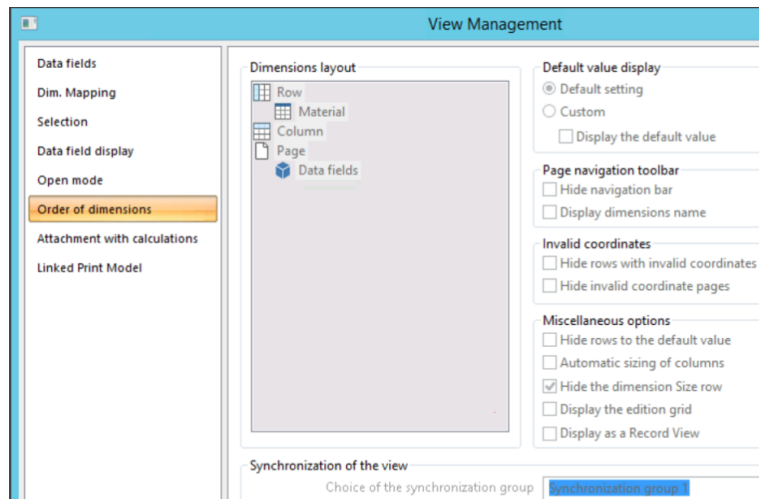 View Management
Data fields
Dim. Mapping
Selection
Data field display
Open mode
Order of dimensions
Attachment with calculations
Linked Print Model
Dimensions layout
Row
Material
Column
Page
Data fields
Default value display
Default setting
Custom
Display the default value
Page navigation toolbar
Hide navigation bar
Display dimensions name
Invalid coordinates
Hide rows with invalid coordinates
Hide invalid coordinate pages
Miscellaneous options
Hide rows to the default value
Automatic sizing of columns
Hide the dimension Size row
Display the edition grid
Display as a Record View
Synchronization of the view
Choice of the synchronization group
Synchronization group 1